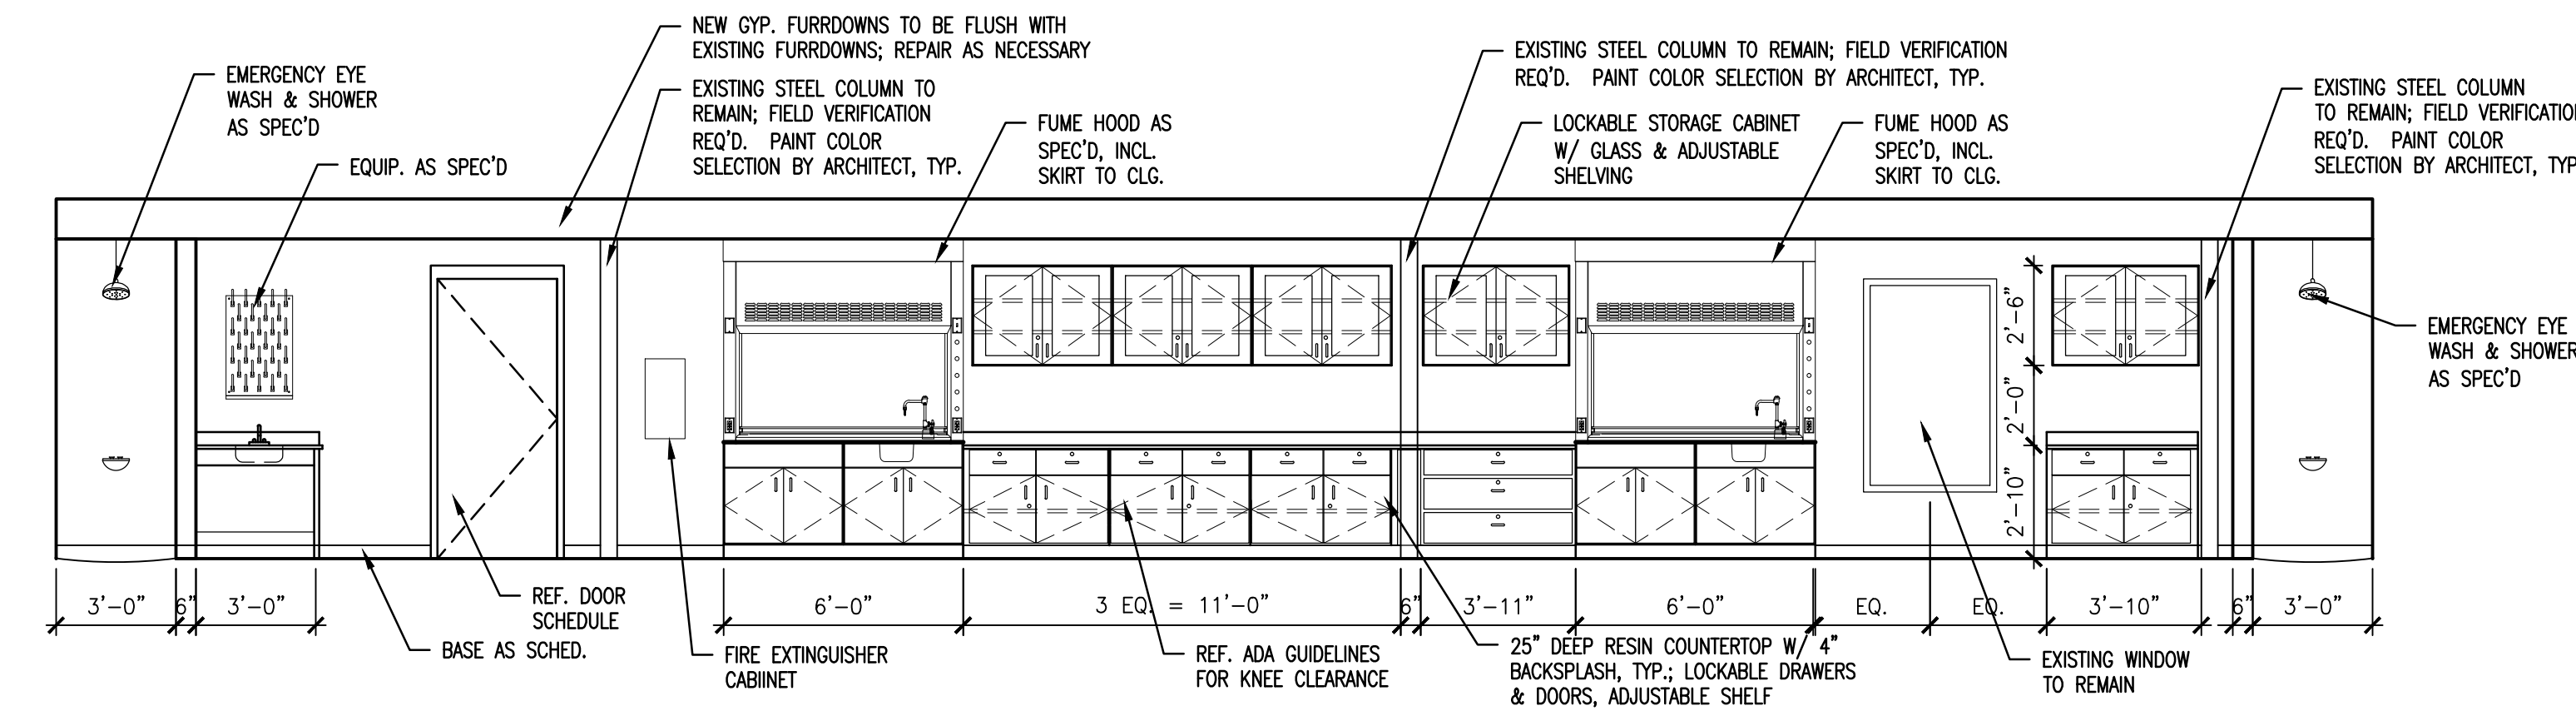 NEW GYP. FURRDOWNS TO BE FLUSH WITH
EXISTING FURRDOWNS; REPAIR AS NECESSARY
EMERGENCY EYE
WASH & SHOWER
AS SPEC'D
EQUIP. AS SPEC'D
EXISTING STEEL COLUMN TO
REMAIN; FIELD VERIFICATION
REQ'D. PAINT COLOR
SELECTION BY ARCHITECT, TYP.
FUME HOOD AS
SPEC'D, INCL.
SKIRT TO CLG.
EXISTING STEEL COLUMN TO REMAIN; FIELD VERIFICATION
REQ'D. PAINT COLOR SELECTION BY ARCHITECT, TYP.
LOCKABLE STORAGE CABINET
W/ GLASS & ADJUSTABLE
SHELVING
FUME HOOD AS
SPEC'D, INCL.
SKIRT TO CLG.
EXISTING STEEL COLUMN
TO REMAIN; FIELD VERIFICATION
REQ'D. PAINT COLOR
SELECTION BY ARCHITECT, TYP
2'-6"
2'-0"
2'-10"
EMERGENCY EYE
WASH & SHOWER
AS SPEC'D
3'-0"
6"
3'-0"
6'-0"
3 EQ. = 11'-0"
6"
3'-11"
6'-0"
EQ.
EQ.
3'-10"
6"
3'-0"
REF. DOOR
SCHEDULE
BASE AS SCHED.
FIRE EXTINGUISHER
CABIINET
REF. ADA GUIDELINES
FOR KNEE CLEARANCE
25" DEEP RESIN COUNTERTOP W/ 4"
BACKSPLASH, TYP.; LOCKABLE DRAWERS
& DOORS, ADJUSTABLE SHELF
EXISTING WINDOW
TO REMAIN